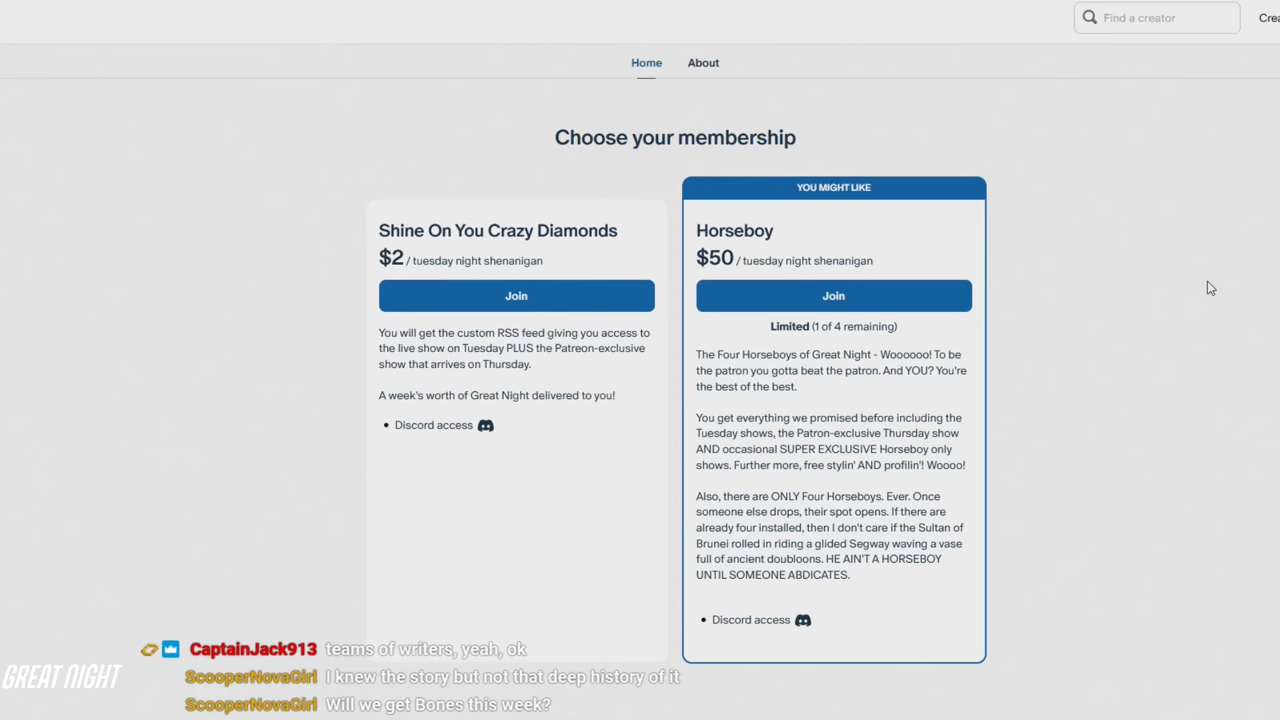 Find a creator
Crea
Home
About
Choose your membership
Shine On You Crazy Diamonds
$2 / tuesday night shenanigan
Join
You will get the custom RSS feed giving you access to
the live show on Tuesday PLUS the Patreon-exclusive
show that arrives on Thursday.
A week's worth of Great Night delivered to you!
• Discord access
YOU MIGHT LIKE
Horseboy
$50 / tuesday night shenanigan
Join
Limited (1 of 4 remaining)
The Four Horseboys of Great Night - Woooooo! To be
the patron you gotta beat the patron. And YOU? You're
the best of the best.
You get everything we promised before including the
Tuesday shows, the Patron-exclusive Thursday show
AND occasional SUPER EXCLUSIVE Horseboy only
shows. Further more, free stylin' AND profilin'! Woooo!
Also, there are ONLY Four Horseboys. Ever. Once
someone else drops, their spot opens. If there are
already four installed, then I don't care if the Sultan of
Brunei rolled in riding a glided Segway waving a vase
full of ancient doubloons. HE AIN'T A HORSEBOY
UNTIL SOMEONE ABDICATES.
• Discord access
CaptainJack913 teams of writers, yeah, ok
ScooperNovaGirl I knew the story but not that deep history of it
ScooperNovaGirl Will we get Bones this week?
GREAT NIGHT